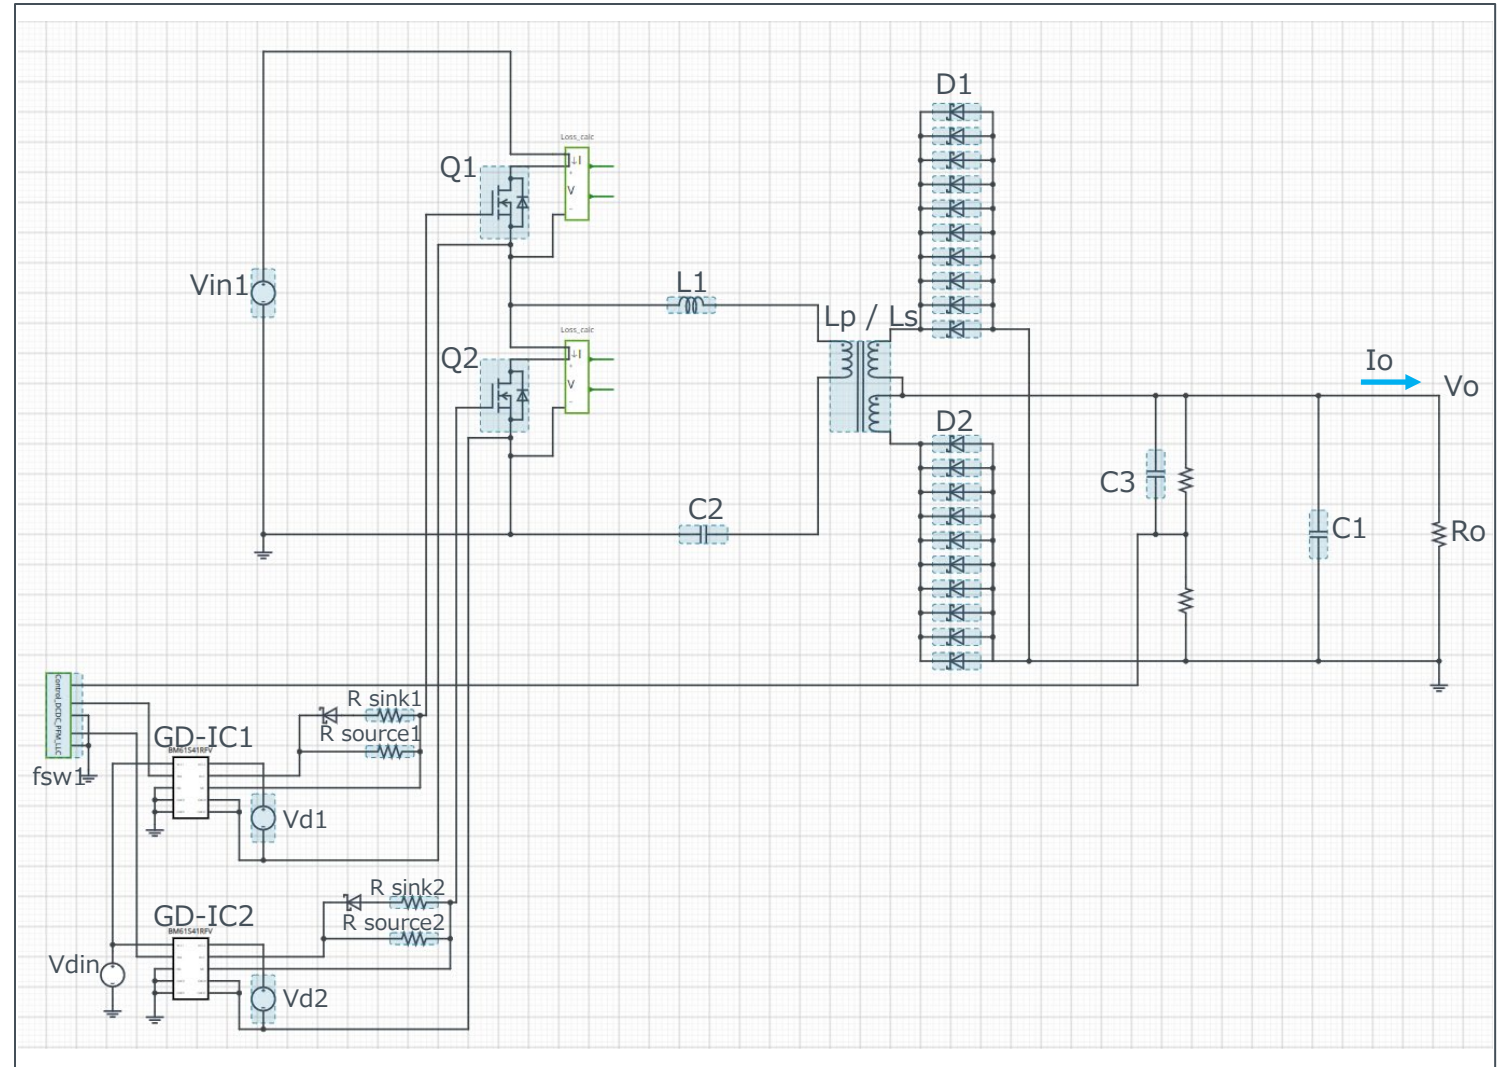 D1
Loss_calc
Q1
V
Vin1
L1
Lp / Ls
Loss_calc
Q2
V
Io
Vo
D2
C3
C2
C1
Ro
Control_DCDC_PFM_LLC
fsw1
R sink1
R source1
GD-IC1
BM61S41RFV
Vd1
R sink2
R source2
GD-IC2
BM61S41RFV
Vdin
Vd2